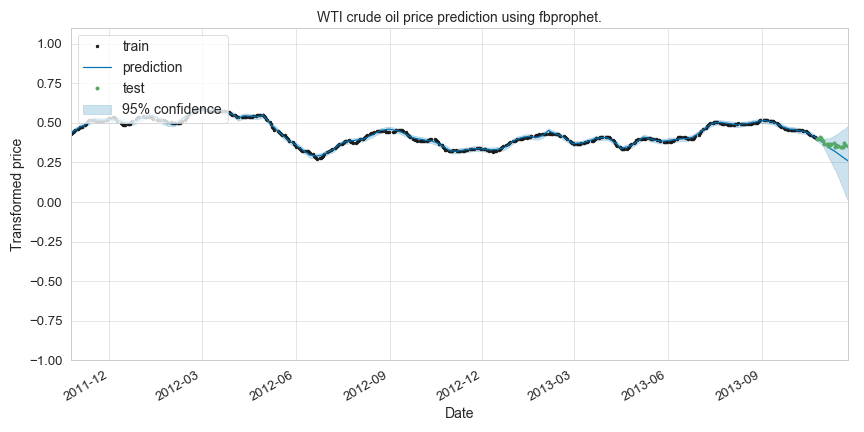 WTI crude oil price prediction using fbprophet.
train
prediction
test
95% confidence
1.00
0.75
0.50
0.25
0.00
−0.25
−0.50
−0.75
−1.00
Transformed price
2011-12
2012-03
2012-06
2012-09
2012-12
2013-03
2013-06
2013-09
Date